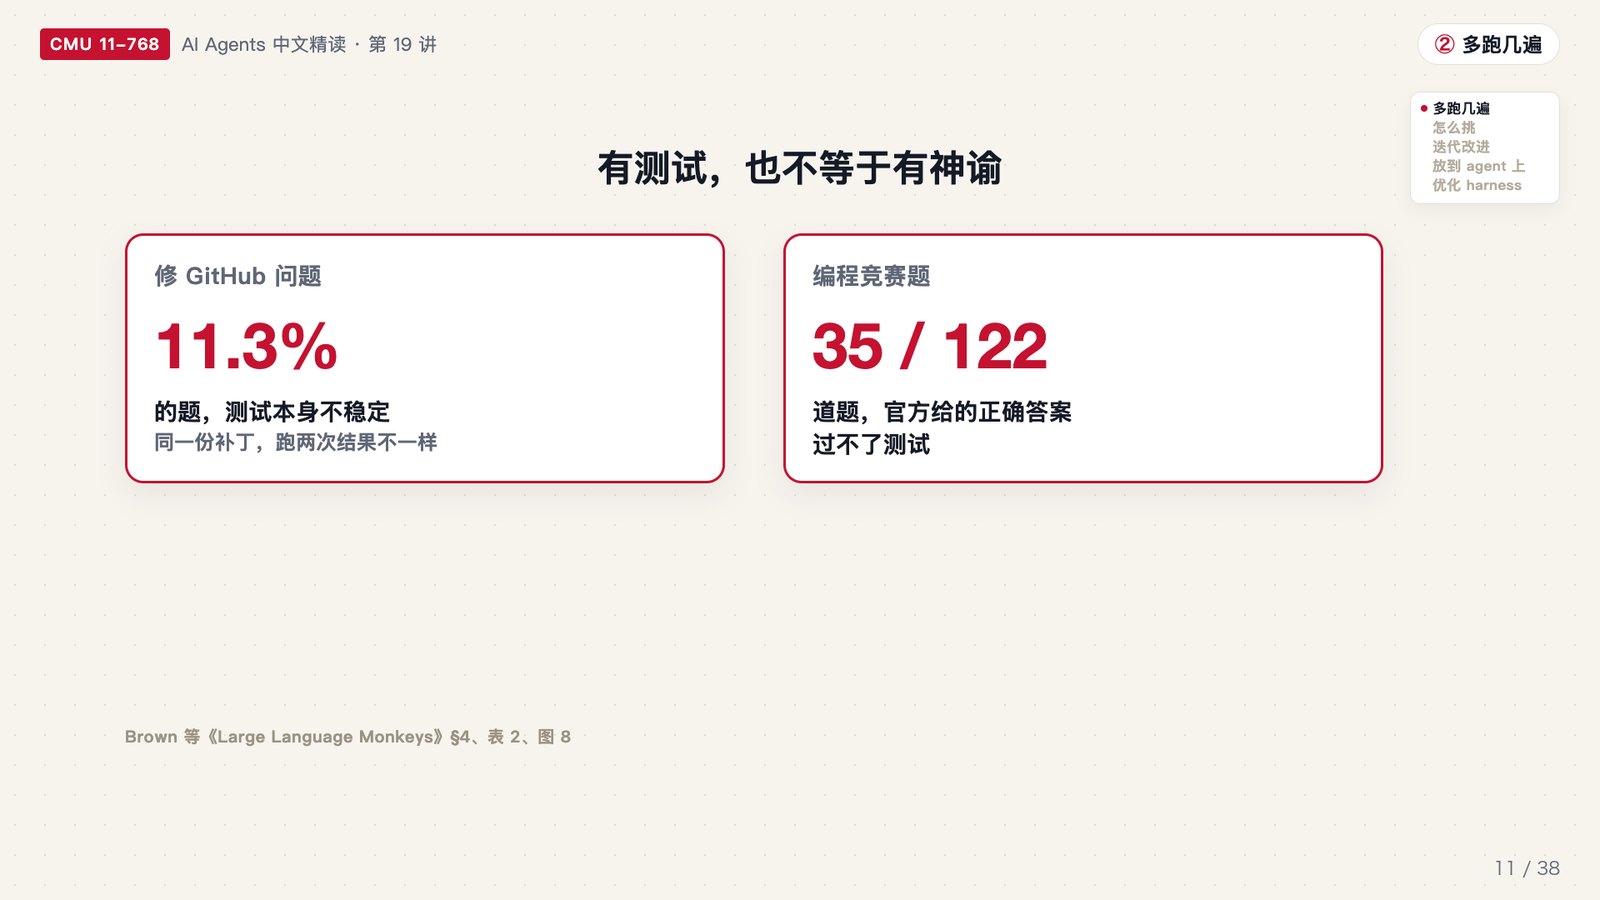 CMU 11-768 AI Agents 中文精读 · 第 19 讲
② 多跑几遍
多跑几遍
怎么挑
迭代改进
放到 agent 上
优化 harness
有测试，也不等于有神谕
修 GitHub 问题
11.3%
的题，测试本身不稳定
同一份补丁，跑两次结果不一样
编程竞赛题
35 / 122
道题，官方给的正确答案
过不了测试
Brown 等《Large Language Monkeys》§4、表 2、图 8
11 / 38